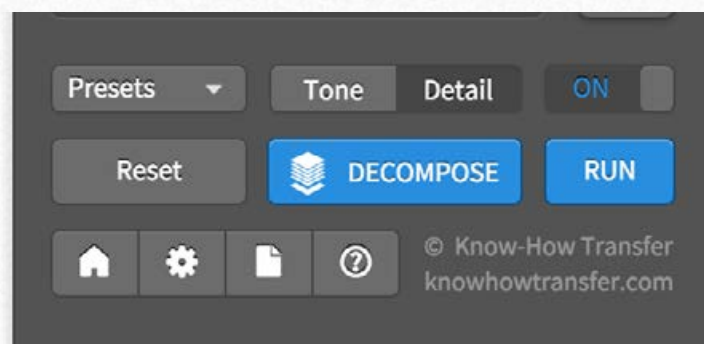 Presets Tone Detail ON
Reset DECOMPOSE RUN
© Know-How Transfer
knowhowtransfer.com